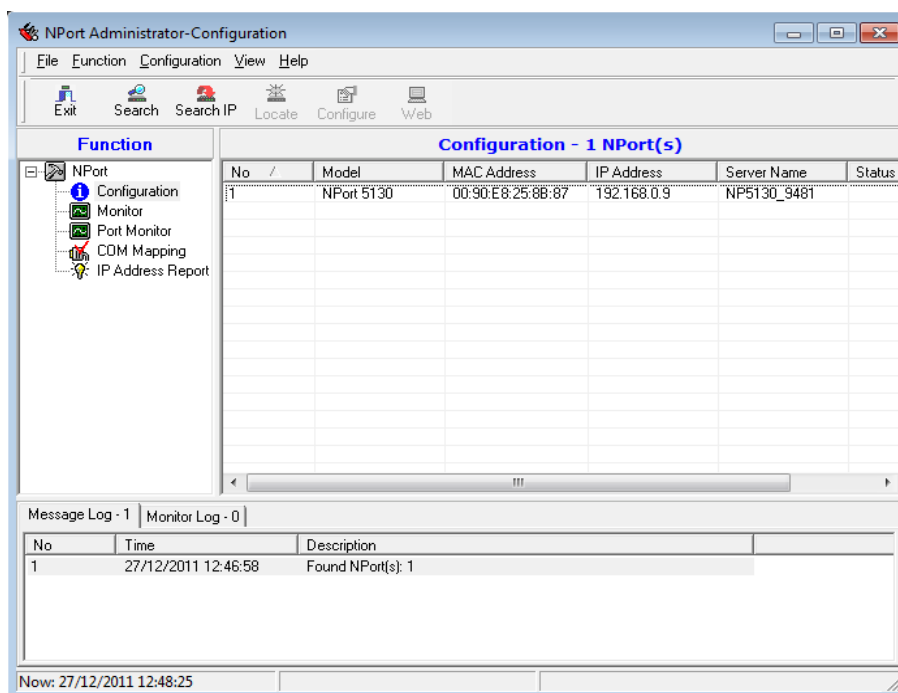 NPort Administrator-Configuration
File Function Configuration View Help
Exit Search Search IP Locate Configure Web
Function
Configuration - 1 NPort(s)
NPort
Configuration
Monitor
Port Monitor
COM Mapping
IP Address Report
No Model MAC Address IP Address Server Name Status
1 NPort 5130 00:90:E8:25:8B:87 192.168.0.9 NP5130_9481
Message Log - 1 Monitor Log - 0
No Time Description
1 27/12/2011 12:46:58 Found NPort(s): 1
Now: 27/12/2011 12:48:25